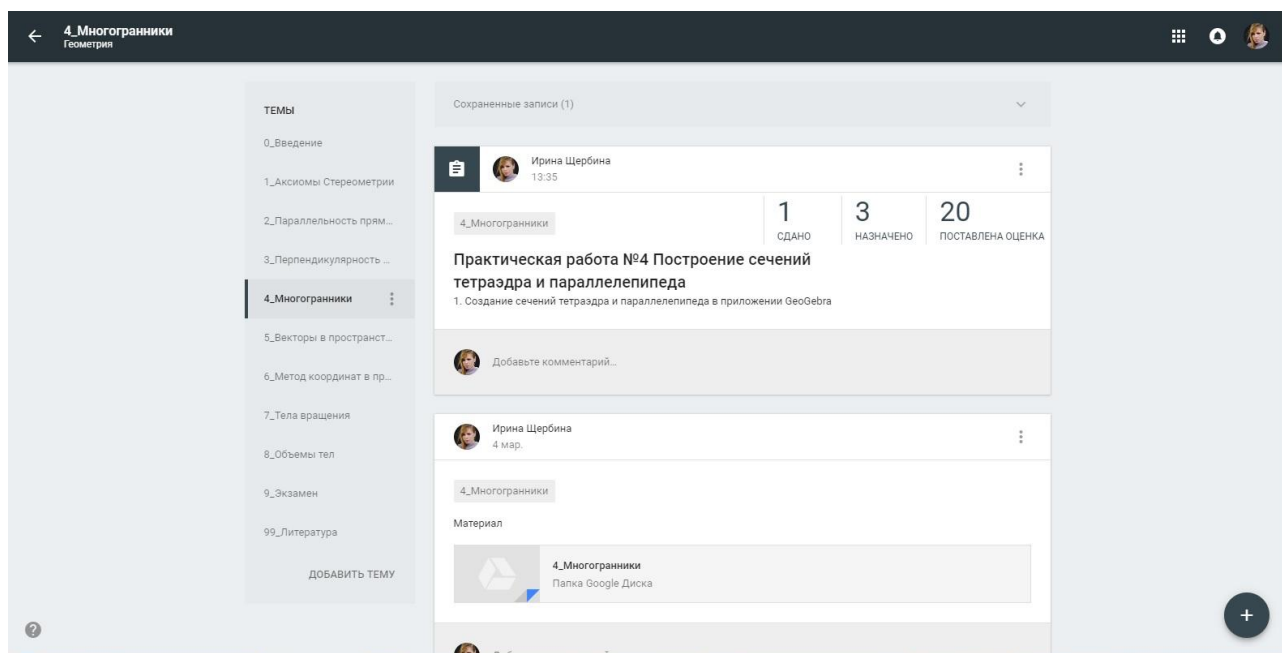 4_Многогранники
Геометрия
ТЕМЫ
0_Введение
1_Аксиомы Стереометрии
2_Параллельность прям...
3_Перпендикулярность ...
4_Многогранники
5_Векторы в пространст...
6_Метод координат в пр...
7_Тела вращения
8_Объемы тел
9_Экзамен
99_Литература
ДОБАВИТЬ ТЕМУ
Сохраненные записи (1)
Ирина Щербина
13:35
4_Многогранники
1 3 20
СДАНО НАЗНАЧЕНО ПОСТАВЛЕНА ОЦЕНКА
Практическая работа №4 Построение сечений
тетраэдра и параллелепипеда
1. Создание сечений тетраэдра и параллелепипеда в приложении GeoGebra
Добавьте комментарий...
Ирина Щербина
4 мар.
4_Многогранники
Материал
4_Многогранники
Папка Google Диска